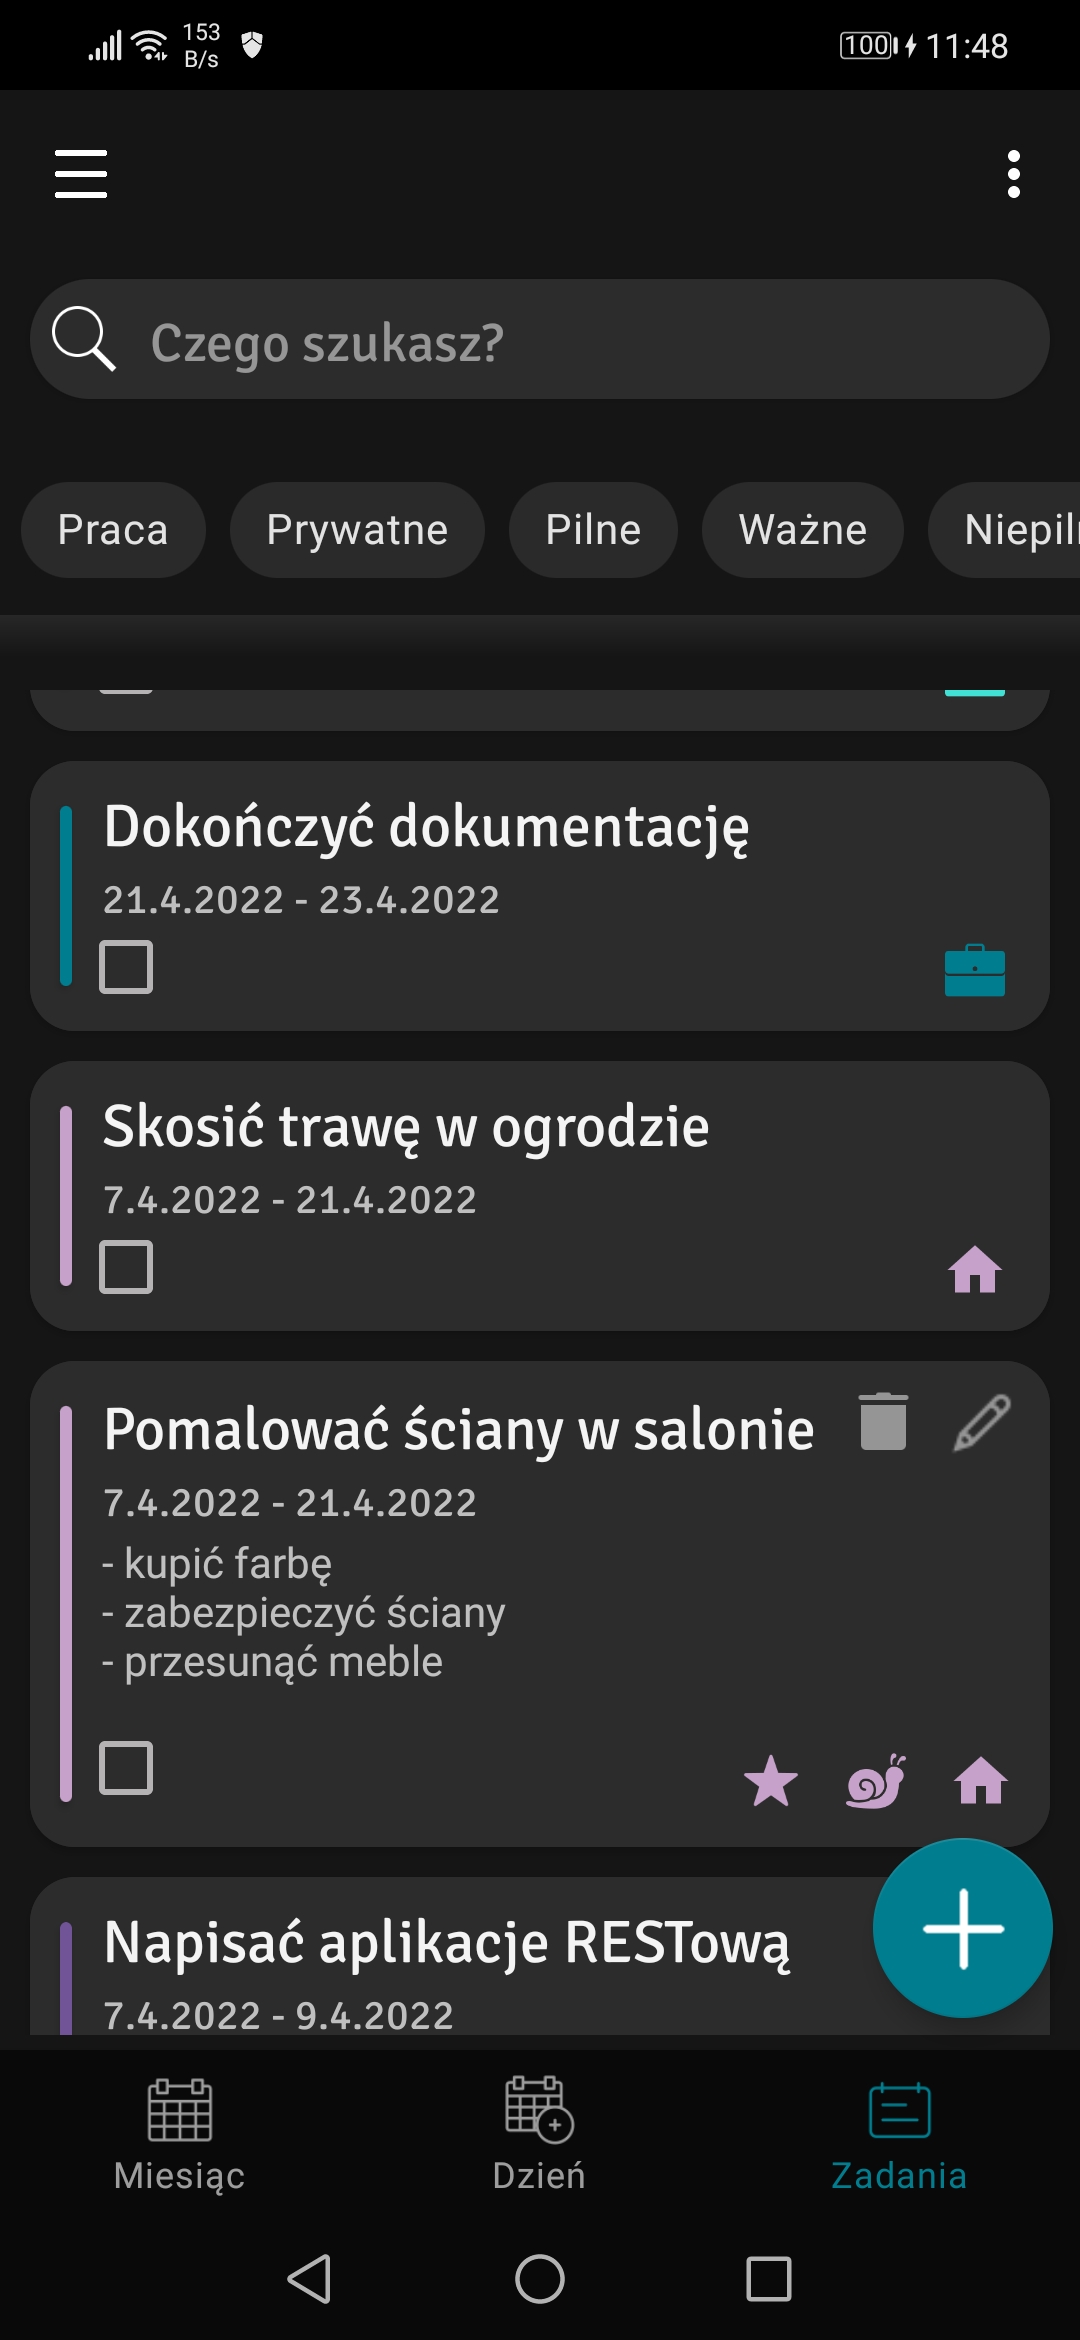 153
B/s
100
11:48
Czego szukasz?
Praca
Prywatne
Pilne
Ważne
Dokończyć dokumentację
21.4.2022 - 23.4.2022
Skosić trawę w ogrodzie
7.4.2022 - 21.4.2022
Pomalować ściany w salonie
7.4.2022 - 21.4.2022
- kupić farbę
- zabezpieczyć ściany
- przesunąć meble
Napisać aplikacje RESTową
7.4.2022 - 9.4.2022
Miesiąc
Dzień
Zadania